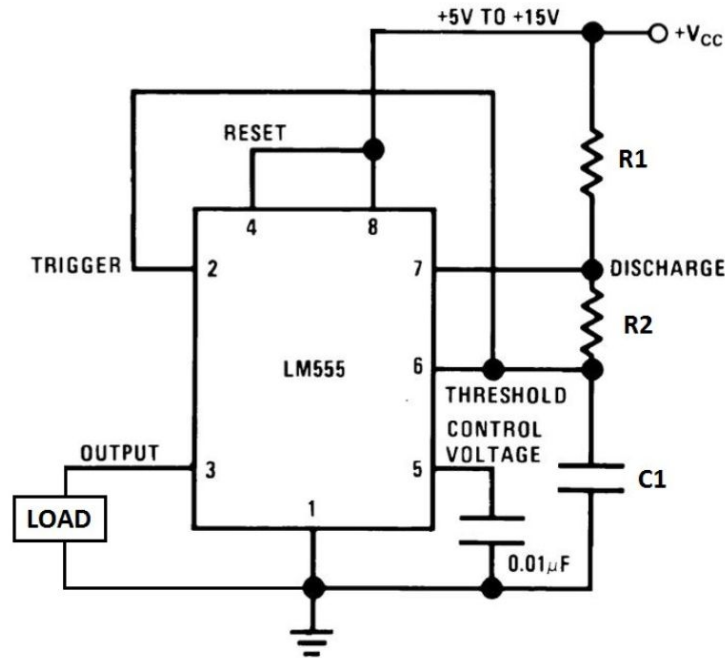 +5V TO +15V
+VCC
RESET
R1
4
8
TRIGGER
2
7
DISCHARGE
R2
LM555
6
THRESHOLD
CONTROL
VOLTAGE
OUTPUT
3
5
C1
LOAD
1
0.01μF